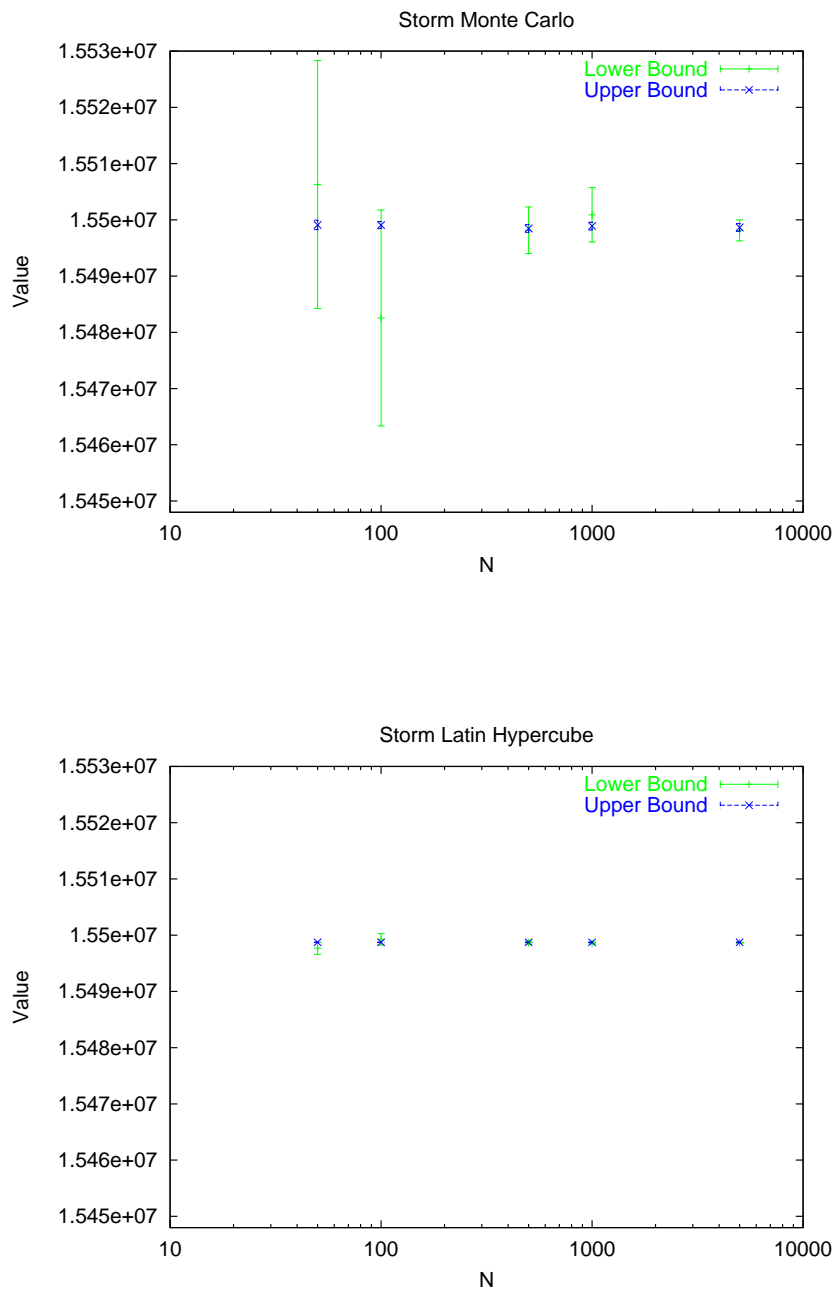 Storm Monte Carlo
1.553e+07
1.552e+07
1.551e+07
1.55e+07
1.549e+07
1.548e+07
1.547e+07
1.546e+07
1.545e+07
Value
Lower Bound
Upper Bound
10 100 1000 10000
N
Storm Latin Hypercube
1.553e+07
1.552e+07
1.551e+07
1.55e+07
1.549e+07
1.548e+07
1.547e+07
1.546e+07
1.545e+07
Value
Lower Bound
Upper Bound
10 100 1000 10000
N